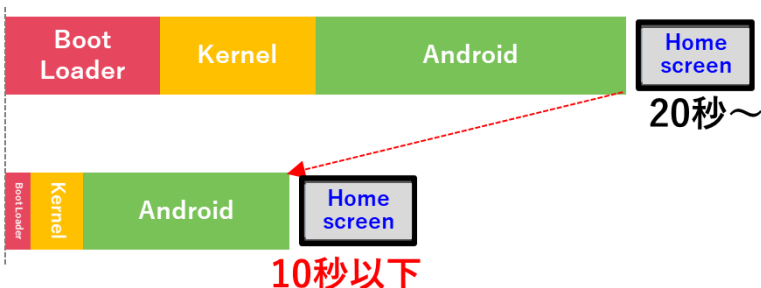 Boot
Loader
Kernel
Android
Home
screen
20秒～
Boot Loader
Kernel
Android
Home
screen
10秒以下